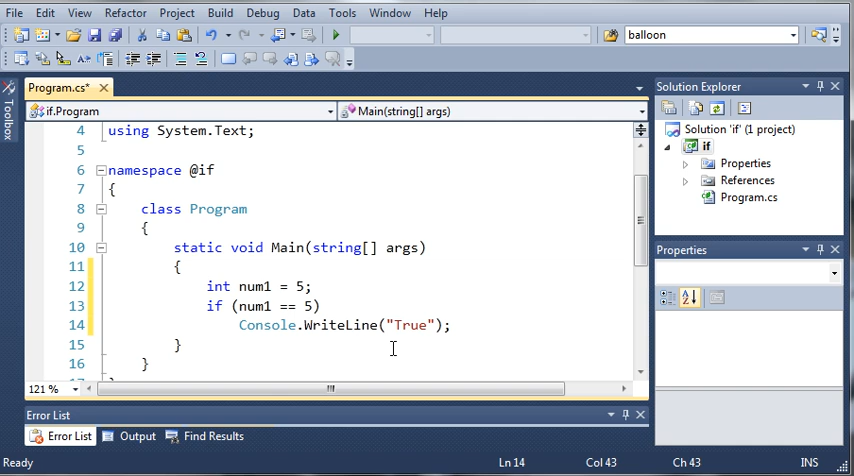 File Edit View Refactor Project Build Debug Data Tools Window Help
balloon
Toolbox
Program.cs*
if.Program
Main(string[] args)
4 using System.Text;
5
6 namespace @if
7 {
8 class Program
9 {
10 static void Main(string[] args)
11 {
12 int num1 = 5;
13 if (num1 == 5)
14 Console.WriteLine("True");
15 }
16 }
121 %
Solution Explorer
Solution 'if' (1 project)
if
Properties
References
Program.cs
Properties
Error List
Error List Output Find Results
Ready Ln 14 Col 43 Ch 43 INS